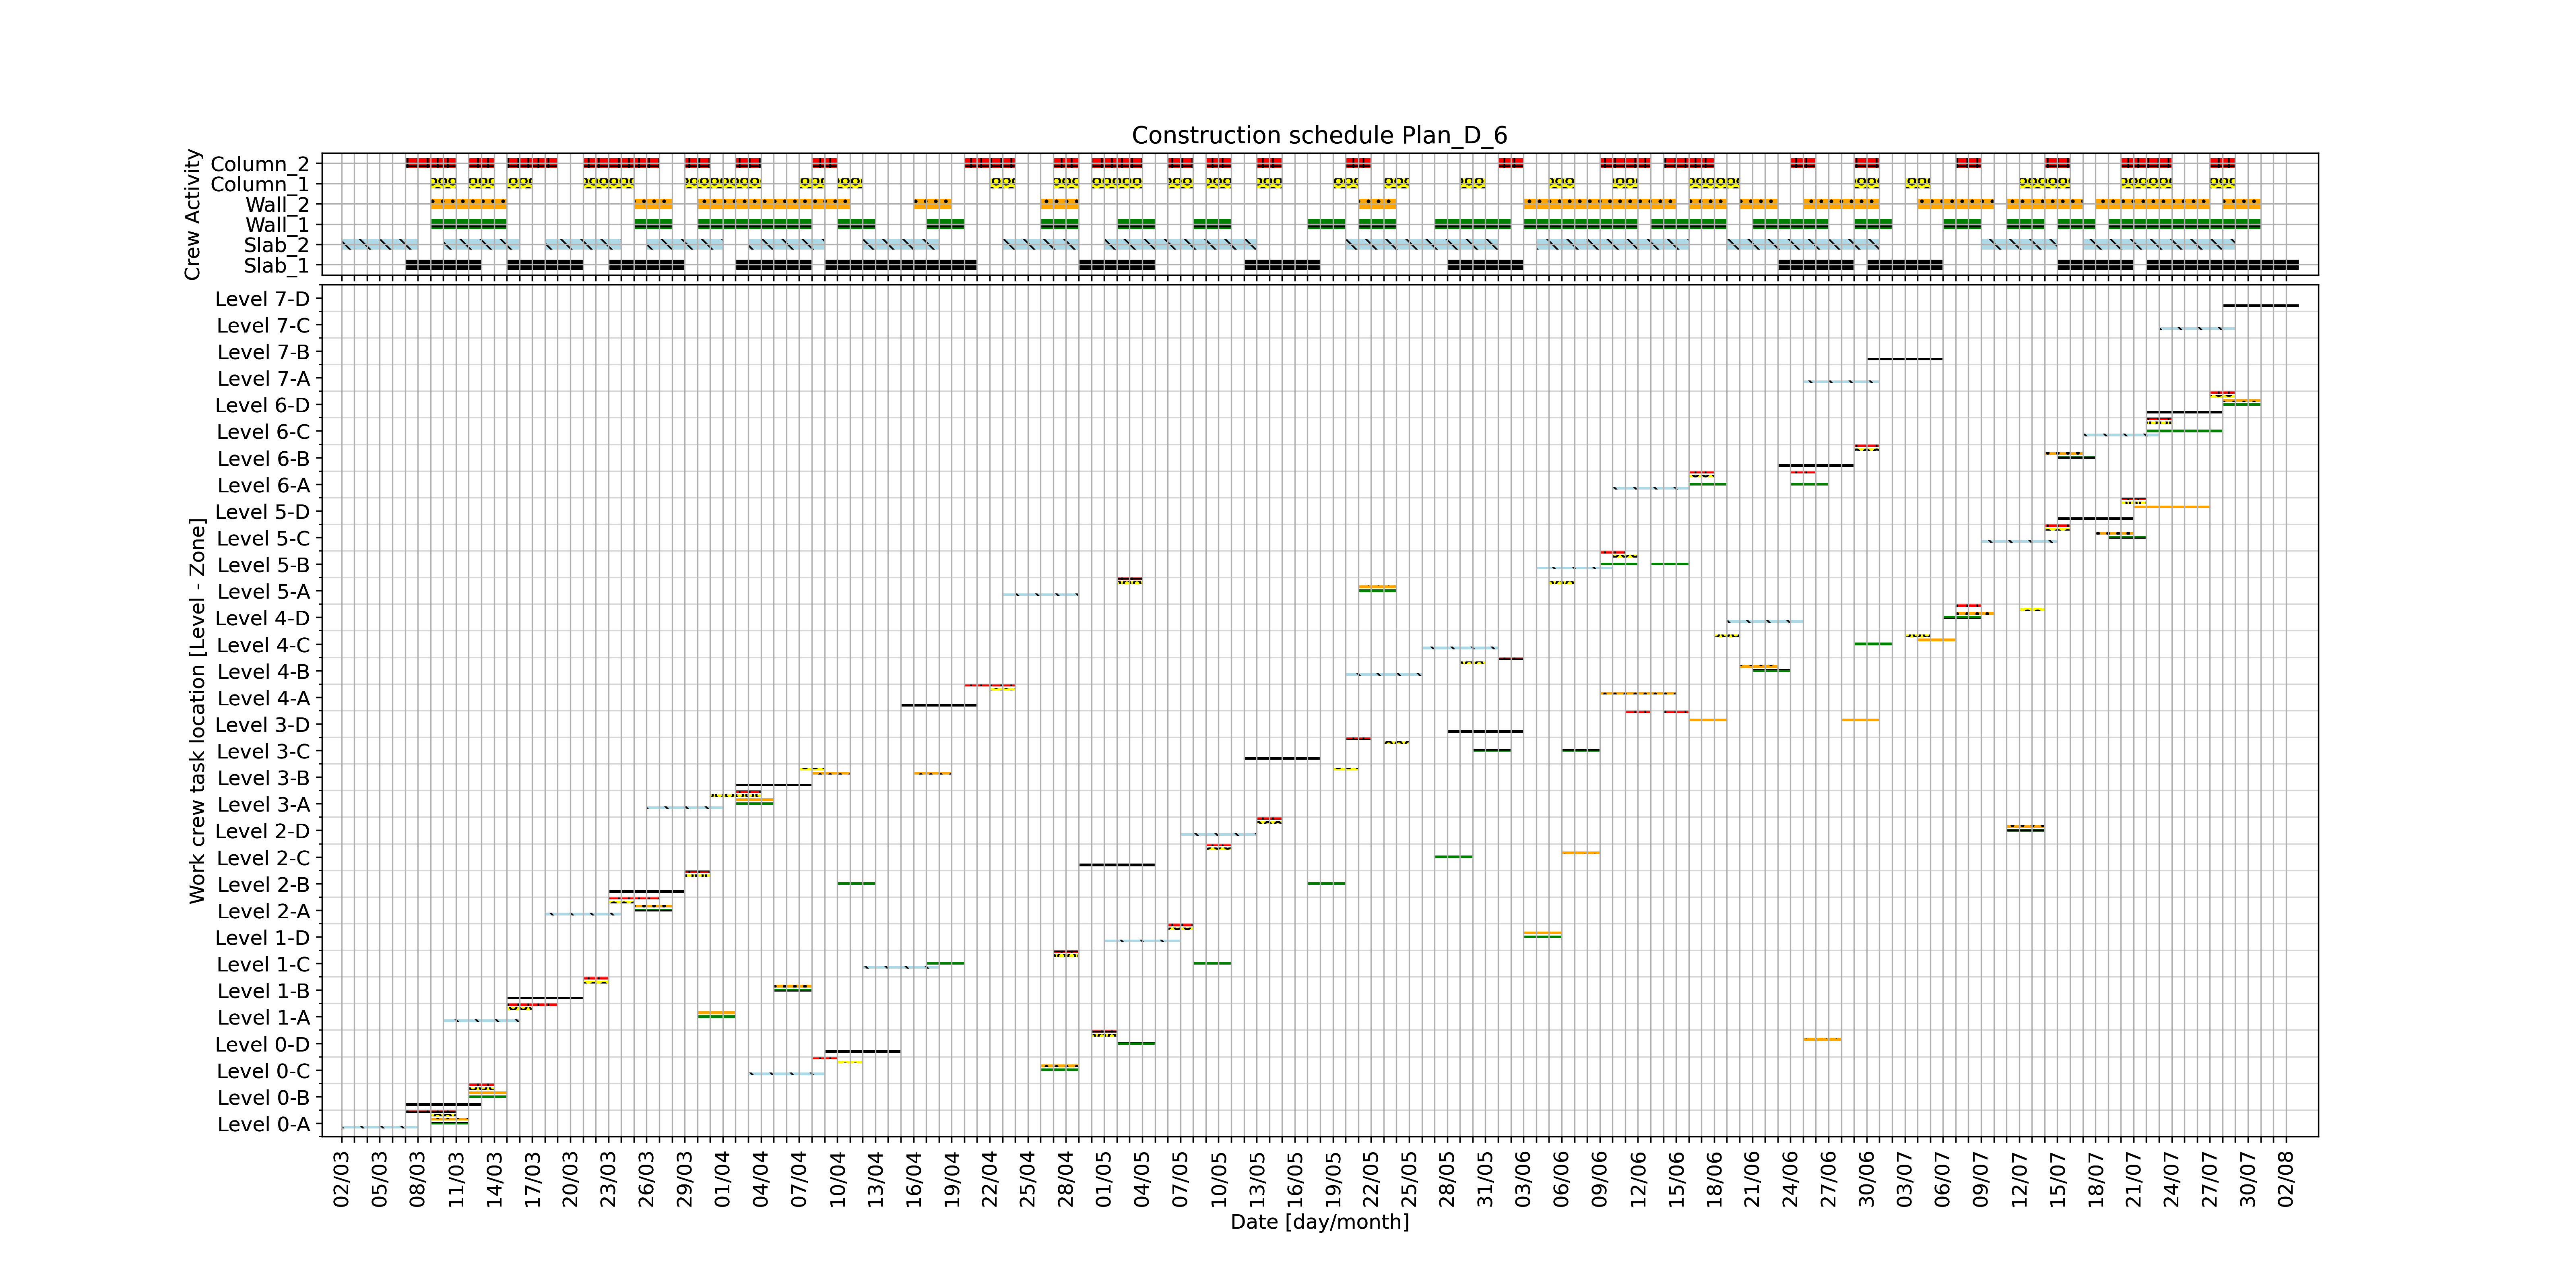 Construction schedule Plan_D_6
Crew Activity
Column_2
Column_1
Wall_2
Wall_1
Slab_2
Slab_1
Work crew task location [Level - Zone]
Level 7-D
Level 7-C
Level 7-B
Level 7-A
Level 6-D
Level 6-C
Level 6-B
Level 6-A
Level 5-D
Level 5-C
Level 5-B
Level 5-A
Level 4-D
Level 4-C
Level 4-B
Level 4-A
Level 3-D
Level 3-C
Level 3-B
Level 3-A
Level 2-D
Level 2-C
Level 2-B
Level 2-A
Level 1-D
Level 1-C
Level 1-B
Level 1-A
Level 0-D
Level 0-C
Level 0-B
Level 0-A
02/03
05/03
08/03
11/03
14/03
17/03
20/03
23/03
26/03
29/03
01/04
04/04
07/04
10/04
13/04
16/04
19/04
22/04
25/04
28/04
01/05
04/05
07/05
10/05
13/05
16/05
19/05
22/05
25/05
28/05
31/05
03/06
06/06
09/06
12/06
15/06
18/06
21/06
24/06
27/06
30/06
03/07
06/07
09/07
12/07
15/07
18/07
21/07
24/07
27/07
30/07
02/08
Date [day/month]